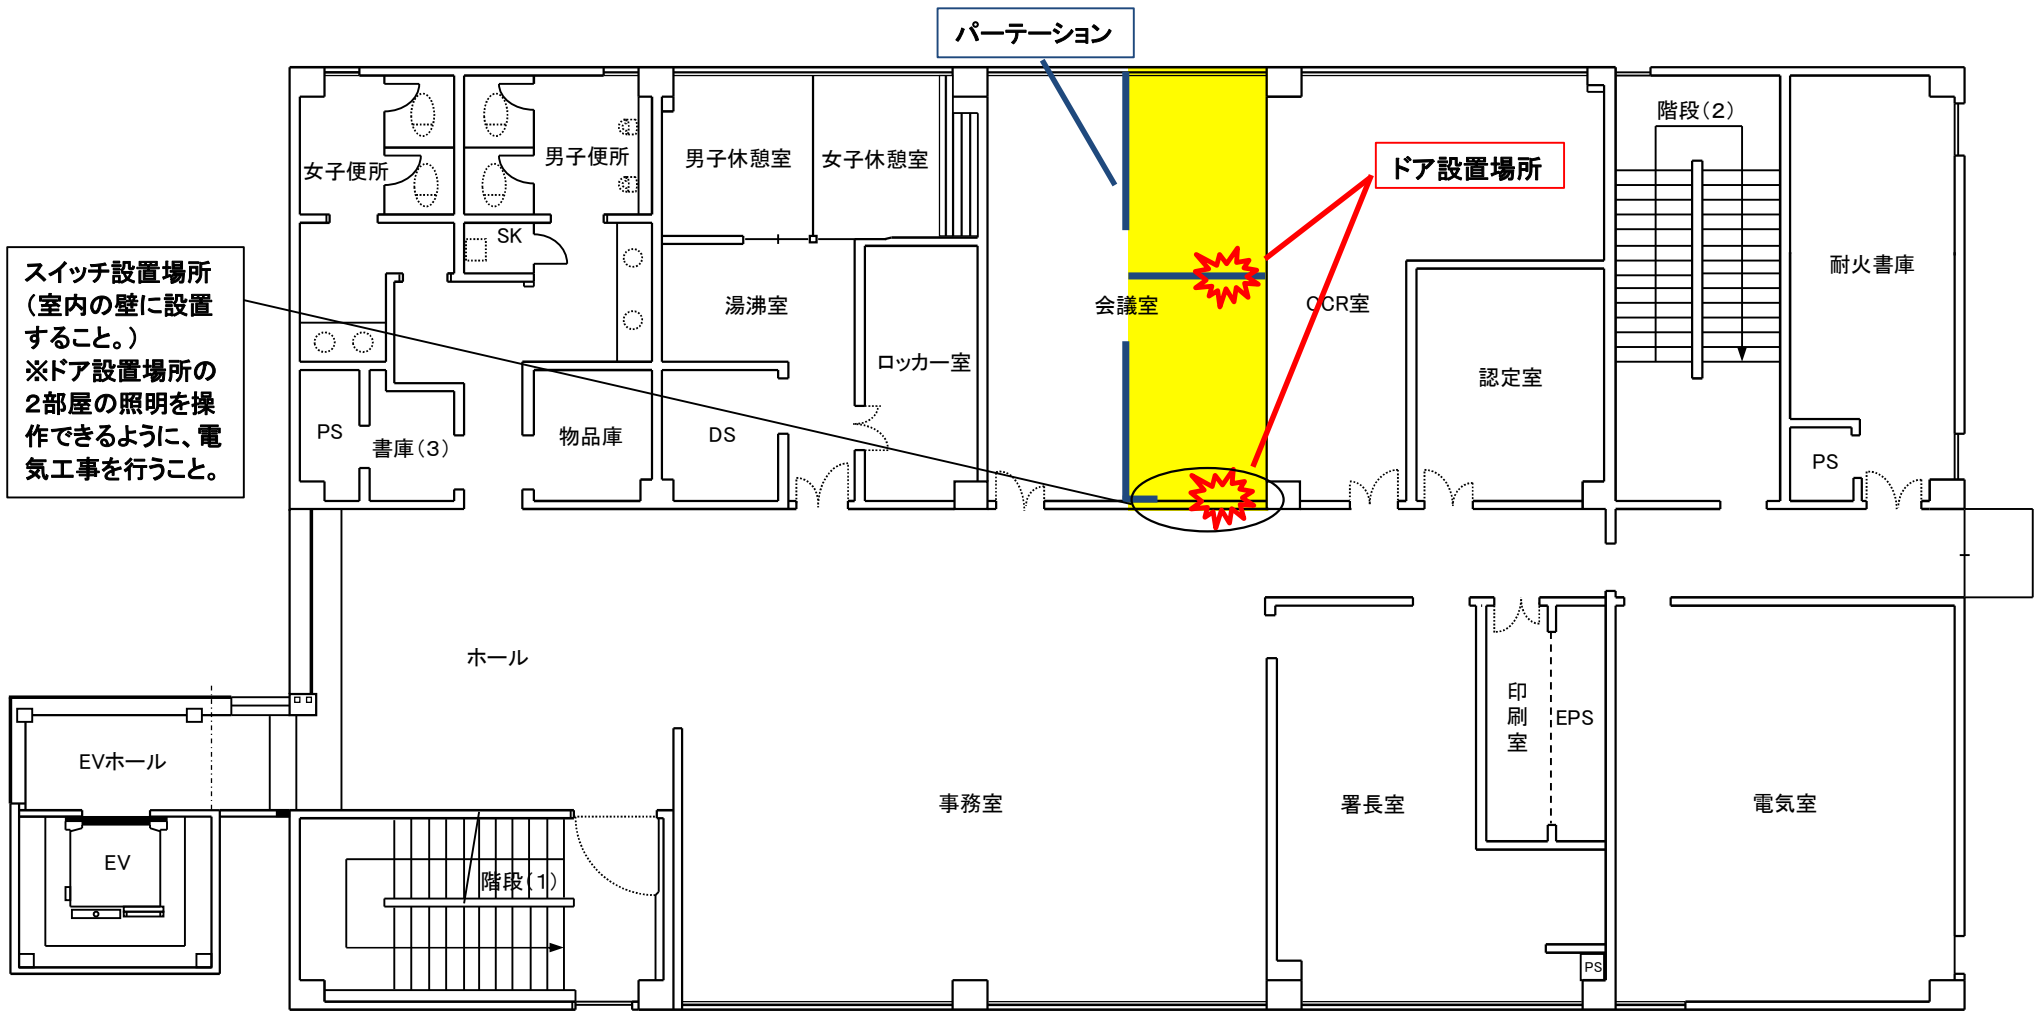 パーテーション
階段（2）
ドア設置場所
男子便所
男子休憩室
女子休憩室
女子便所
SK
耐火書庫
スイッチ設置場所
（室内の壁に設置
すること。）
※ドア設置場所の
2部屋の照明を操
作できるように、電
気工事を行うこと。
湯沸室
会議室
OCR室
ロッカー室
認定室
PS
書庫（3）
物品庫
DS
PS
ホール
印刷室
EPS
EVホール
事務室
署長室
電気室
EV
階段（1）
PS